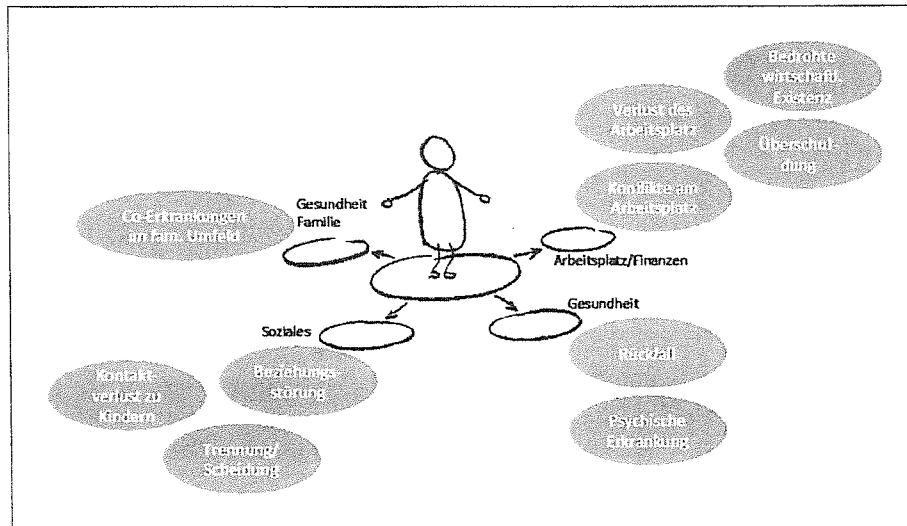 Bedrohte
wirtschaftl.
Existenz
Verlust des
Arbeitsplatz
Überschul-
dung
Konflikte am
Arbeitsplatz
Co-Erkrankungen
im fam. Umfeld
Gesundheit
Familie
Arbeitsplatz/Finanzen
Gesundheit
Soziales
Rückfall
Beziehungs-
störung
Kontakt-
verlust zu
Kindern
Psychische
Erkrankung
Trennung/
Scheidung